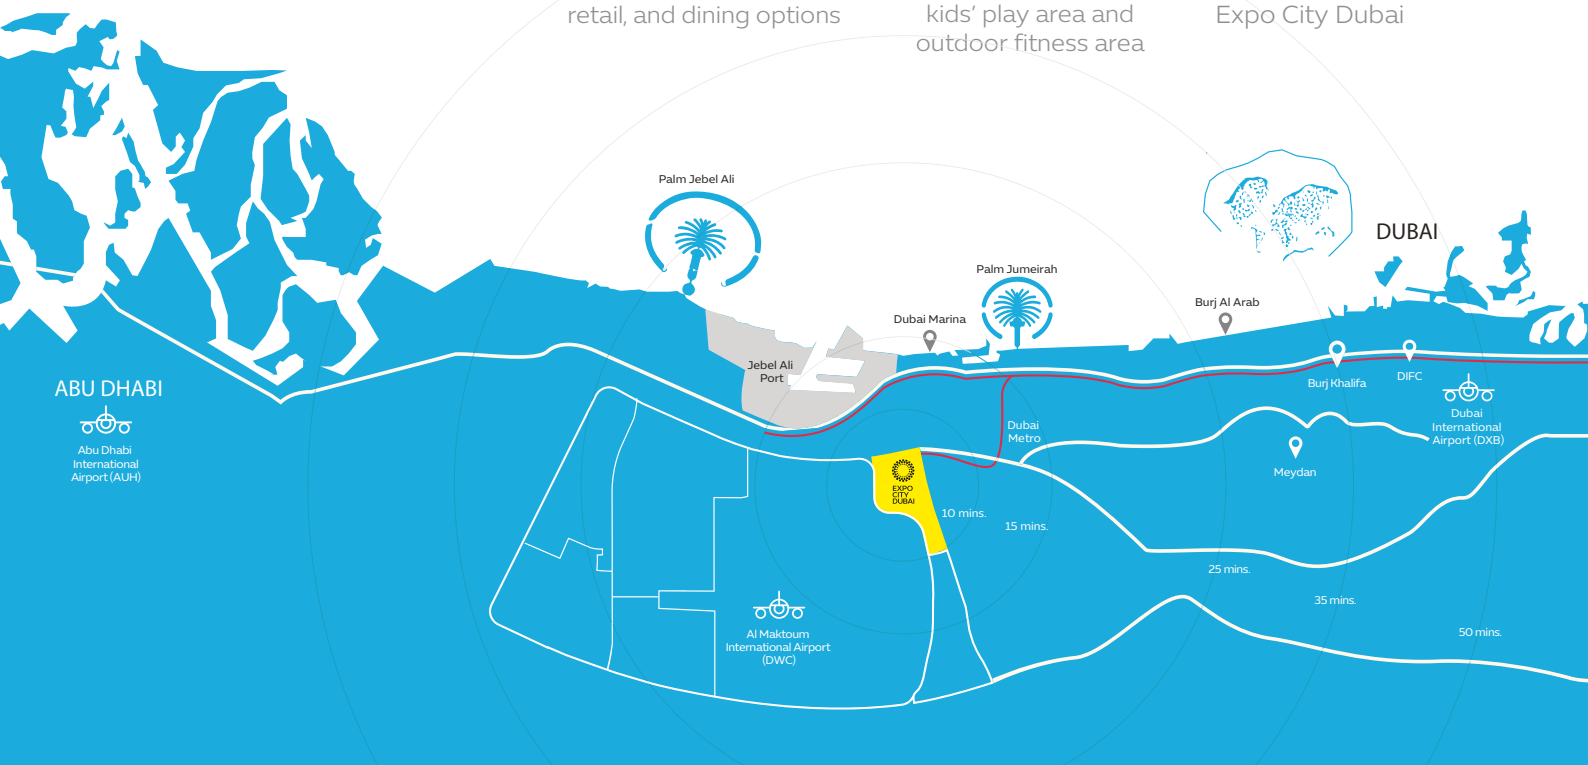 retail, and dining options
kids’ play area and
outdoor fitness area
Expo City Dubai
Palm Jebel Ali
DUBAI
Palm Jumeirah
Burj Al Arab
Dubai Marina
Jebel Ali
Port
Burj Khalifa
DIFC
ABU DHABI
Abu Dhabi
International
Airport (AUH)
Dubai
International
Airport (DXB)
Dubai
Metro
Meydan
EXPO
CITY
DUBAI
10 mins.
15 mins.
25 mins.
35 mins.
50 mins.
Al Maktoum
International Airport
(DWC)